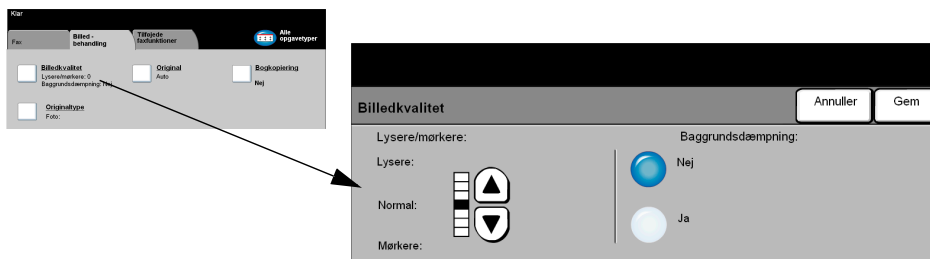 Klar
Fax
Billed -
behandling
Tilføjede
faxfunktioner
Alle
opgavetyper
Billedkvalitet
Lysere/mørkere: 0
Baggrundsdæmpning: Nej
Original
Auto
Bogkopiering
Nej
Originaltype
Foto:
Billedkvalitet
Annuller
Gem
Lysere/mørkere:
Baggrundsdæmpning:
Lysere:
Nej
Normal:
Ja
Mørkere: